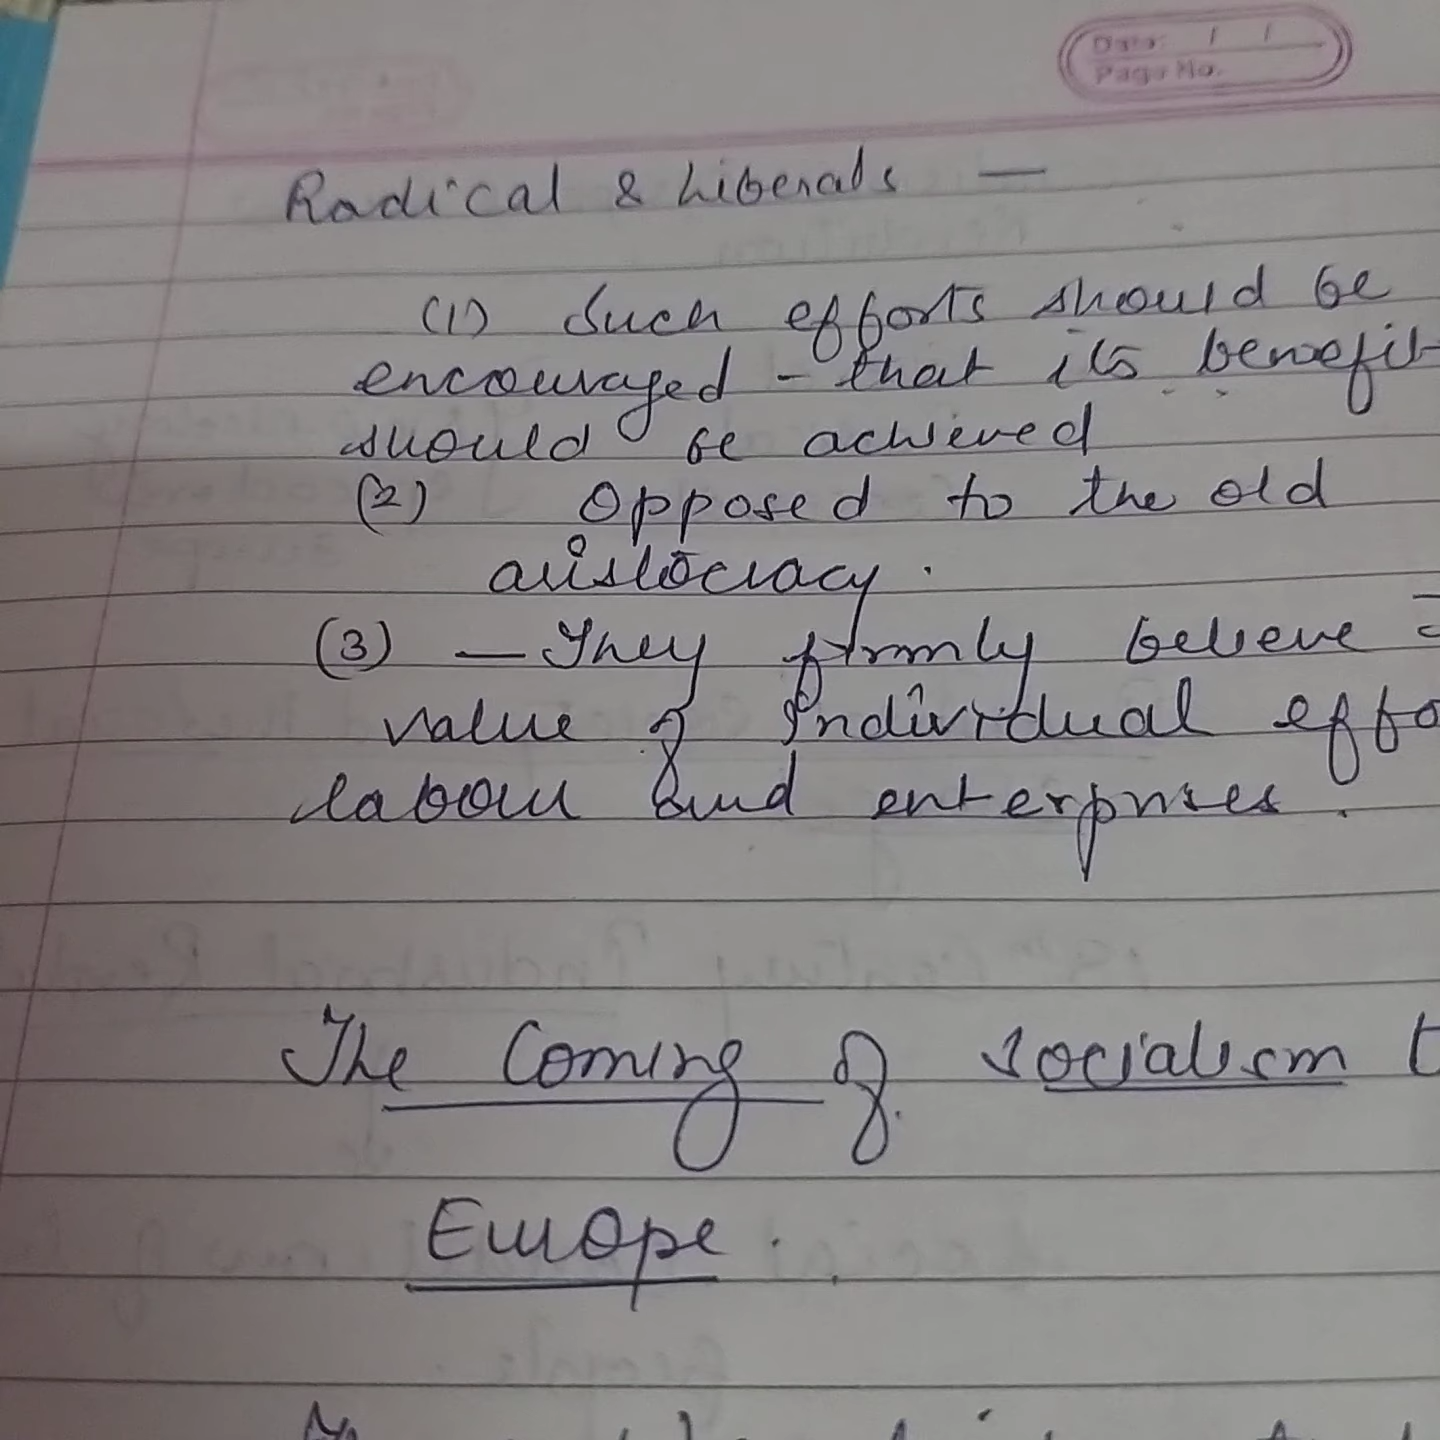 Date: / /
Page No.
Radical & Liberals —
(1) Such efforts should be
encouraged - that its benefit
should be achieved
(2) Opposed to the old
aristocracy.
(3) — They firmly believe
value of Individual effo
labour and enterprises.
The Coming of Socialism t
Europe.